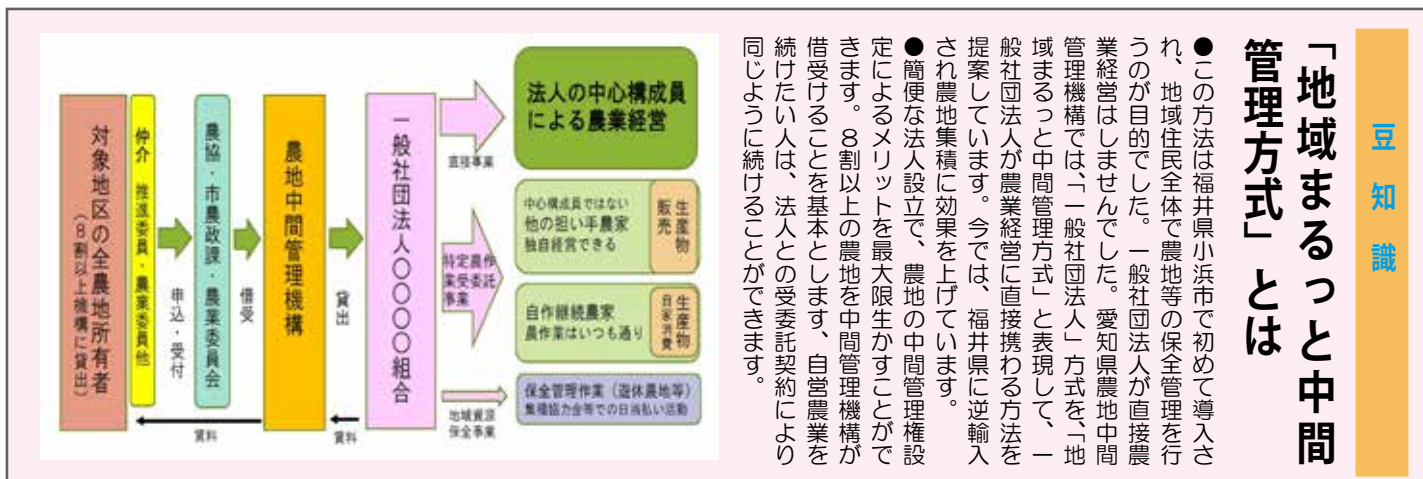 豆知識
「地域まるっと中間
管理方式」とは
●この方法は福井県小浜市で初めて導入さ
れ、地域住民全体で農地等の保全管理を行
うのが目的でした。一般社団法人が直接農
業経営はしませんでした。愛知県農地中間
管理機構では、「一般社団法人」方式を、「地
域まるっと中間管理方式」と表現して、一
般社団法人が農業経営に直接携わる方法を
提案しています。今では、福井県に逆輸入
され農地集積に効果を上げています。
●簡便な法人設立で、農地の中間管理権設
定によるメリットを最大限生かすことがで
きます。8割以上の農地を中間管理機構が
借受けることを基本とします、自営農業を
続けたい人は、法人との受委託契約により
同じように続けることができます。
対象地区の全農地所有者
(8割以上機構に貸出)
仲介 推進委員・農業委員他
申込・受付
農協・市農政課・農業委員会
借受
農地中間管理機構
貸出
一般社団法人〇〇〇〇組合
賃料
賃料
直接事業
法人の中心構成員
による農業経営
特定農作
業受委託
事業
中心構成員ではない
他の担い手農家
独自経営できる
生産物
販売
自作継続農家
農作業はいつも通り
生産物
自家消費
地域資源
保全事業
保全管理作業(遊休農地等)
集積協力金等での日当払い活動